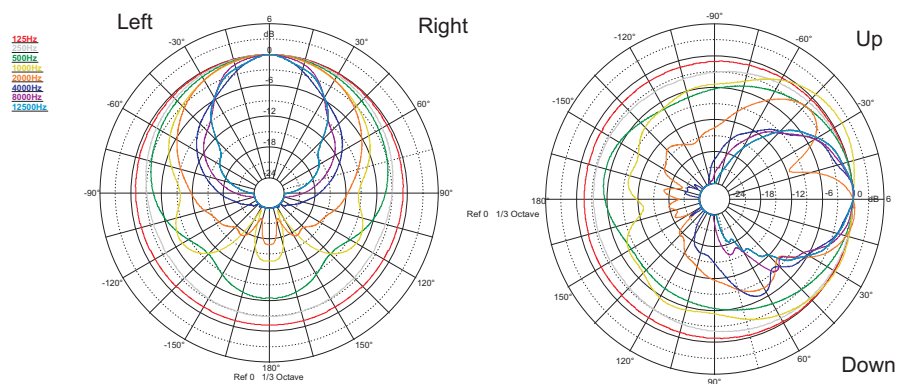 Left
Right
125Hz
250Hz
500Hz
1000Hz
2000Hz
4000Hz
8000Hz
12500Hz
6
dB
0
-6
-12
-18
-24
-30°
30°
-60°
60°
-90°
90°
-120°
120°
-150°
150°
180°
Ref 0 1/3 Octave
Up
Down
-90°
-120°
-60°
-150°
-30°
180°
-24
-18
-12
-6
0
dB
6
Ref 0 1/3 Octave
150°
30°
120°
60°
90°